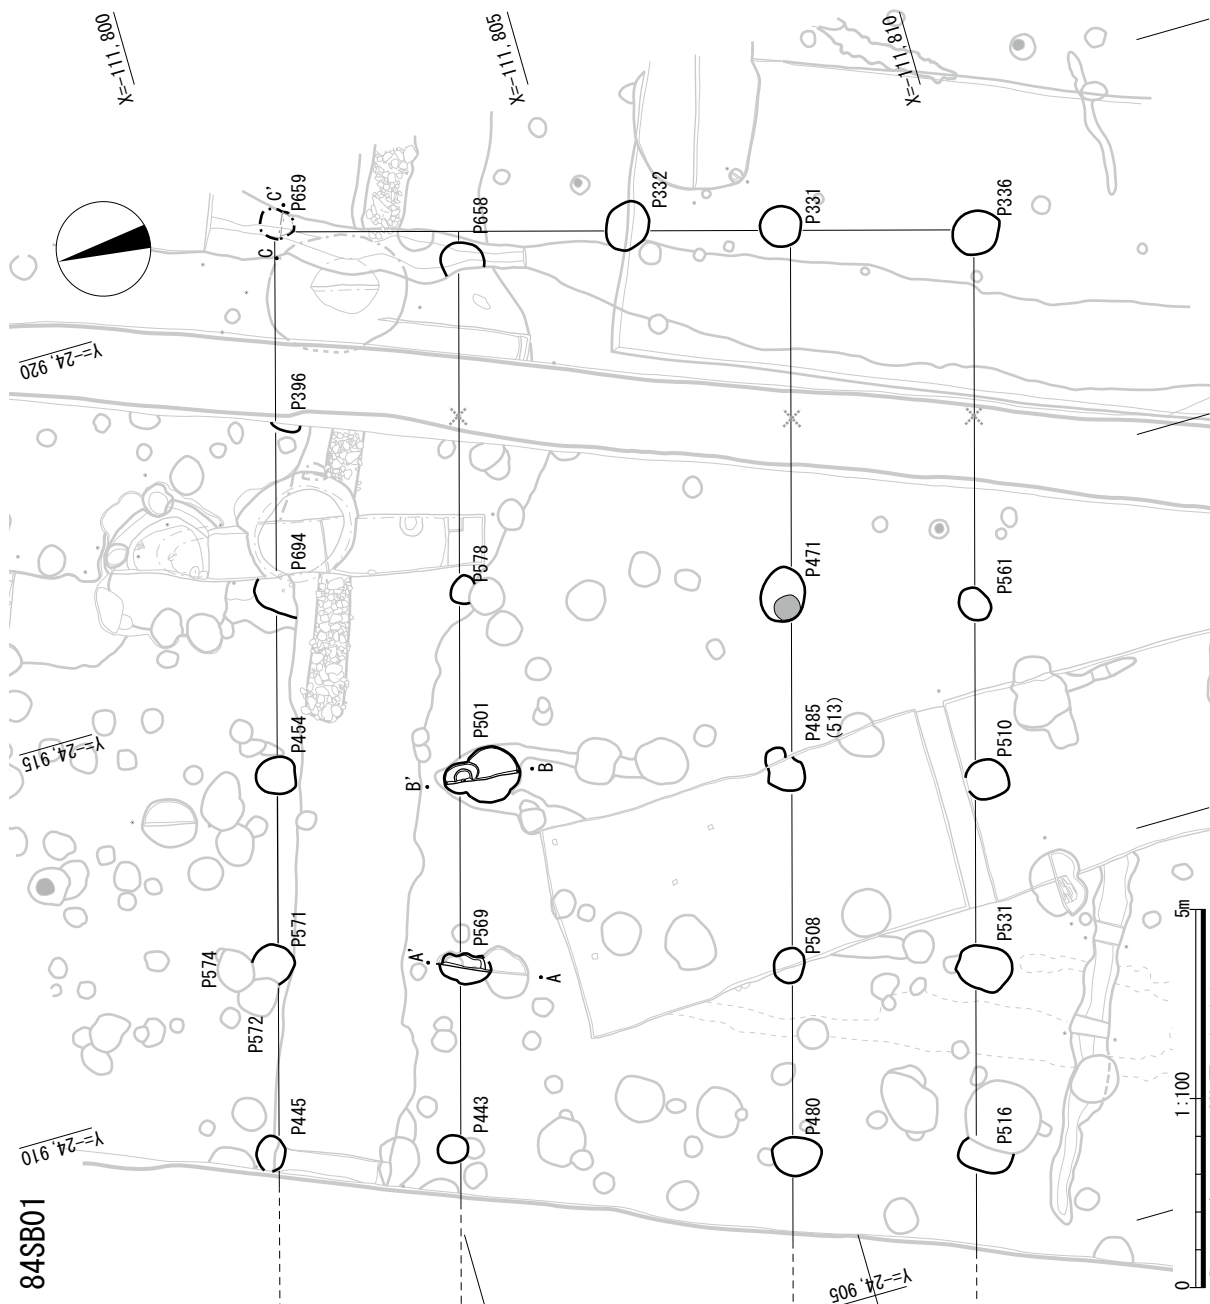 84SB01
X=-111,800
X=-111,805
X=-111,810
Y=-24,920
Y=-24,915
Y=-24,910
Y=-24,905
P659
C
C'
P658
P332
P331
P336
P396
P694
P578
P471
P561
P454
P501
B
B'
P485
(513)
P510
P574
P571
P572
P569
A
A'
P508
P531
P445
P443
P480
P516
0
1:100
5m